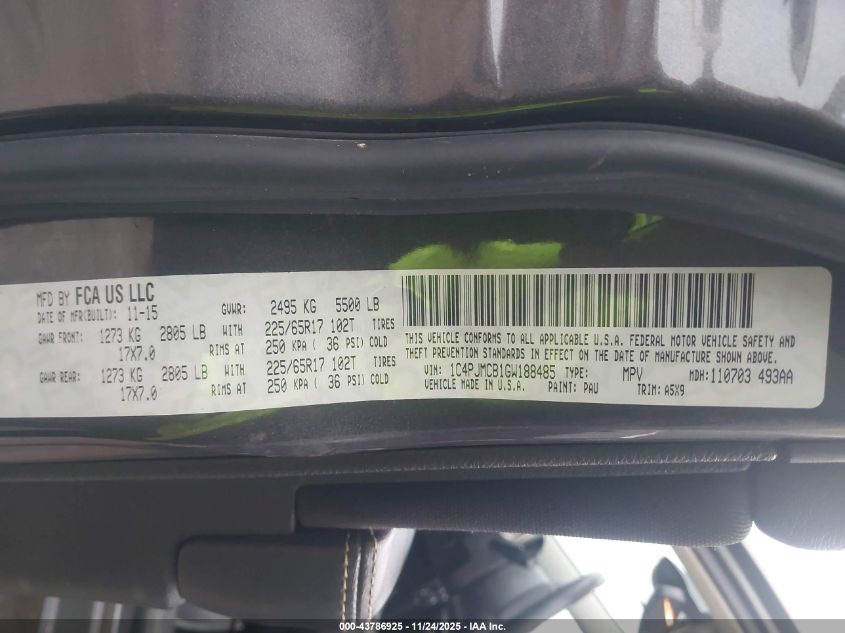 MFD BY FCA US LLC
DATE OF MFR(BUILT): 11-15
GVWR: 2495 KG 5500 LB
GAWR FRONT: 1273 KG 2805 LB WITH 225/65R17 102T TIRES
17X7.0 RIMS AT 250 KPA ( 36 PSI) COLD
GAWR REAR: 1273 KG 2805 LB WITH 225/65R17 102T TIRES
17X7.0 RIMS AT 250 KPA ( 36 PSI) COLD
THIS VEHICLE CONFORMS TO ALL APPLICABLE U.S.A. FEDERAL MOTOR VEHICLE SAFETY AND
THEFT PREVENTION STANDARDS IN EFFECT ON THE DATE OF MANUFACTURE SHOWN ABOVE.
VIN: 1C4PJMCB1GW188485 TYPE: MPV MDH:110703 493AA
VEHICLE MADE IN U.S.A. PAINT: PAU TRIM: A5X9
000-43786925 - 11/24/2025 - IAA Inc.